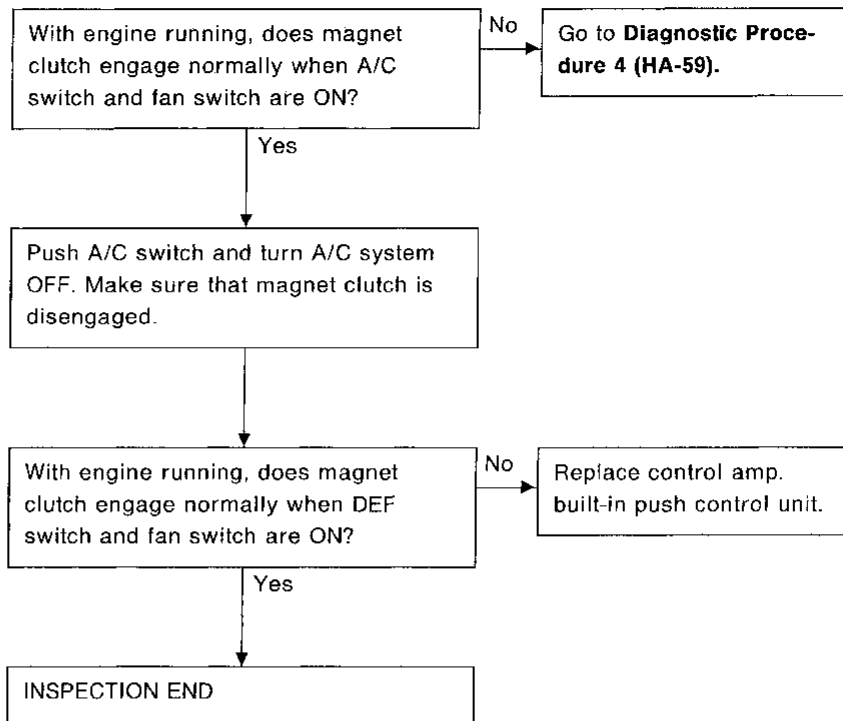 With engine running, does magnet
clutch engage normally when A/C
switch and fan switch are ON?
No
Go to Diagnostic Proce-
dure 4 (HA-59).
Yes
Push A/C switch and turn A/C system
OFF. Make sure that magnet clutch is
disengaged.
With engine running, does magnet
clutch engage normally when DEF
switch and fan switch are ON?
No
Replace control amp.
built-in push control unit.
Yes
INSPECTION END